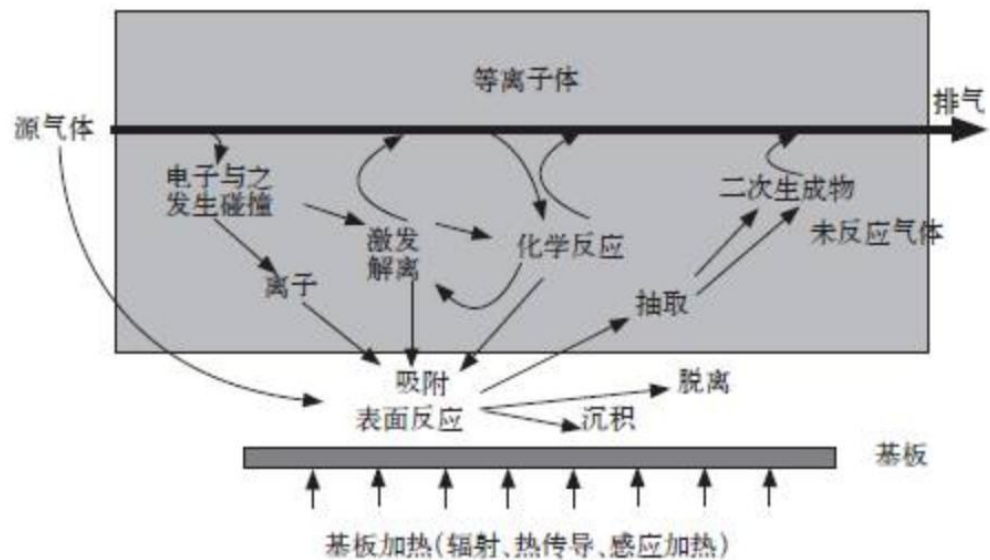 等离子体
排气
源气体
电子与之
发生碰撞
二次生成物
未反应气体
激发
解离
化学反应
离子
抽取
吸附
表面反应
脱离
沉积
基板
基板加热(辐射、热传导、感应加热)